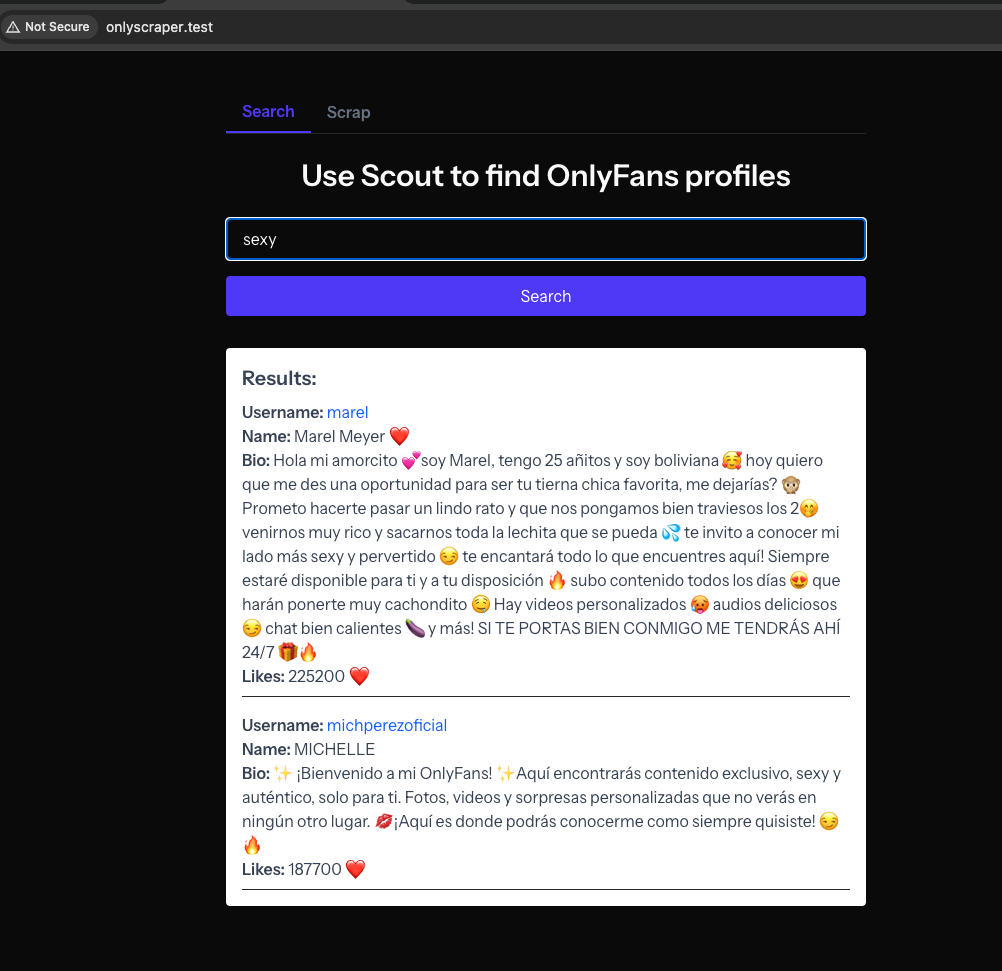 Not Secure onlyscraper.test
Search Scrap
Use Scout to find OnlyFans profiles
sexy
Search
Results:
Username: marel
Name: Marel Meyer ❤️
Bio: Hola mi amorcito 💕soy Marel, tengo 25 añitos y soy boliviana 🥰 hoy quiero
que me des una oportunidad para ser tu tierna chica favorita, me dejarías? 🙊
Prometo hacerte pasar un lindo rato y que nos pongamos bien traviesos los 2🤭
venirnos muy rico y sacarnos toda la lechita que se pueda 💦 te invito a conocer mi
lado más sexy y pervertido 😏 te encantará todo lo que encuentres aquí! Siempre
estaré disponible para ti y a tu disposición 🔥 subo contenido todos los días 😍 que
harán ponerte muy cachondito 🤤 Hay videos personalizados 🥵 audios deliciosos
😏 chat bien calientes 🍆 y más! SI TE PORTAS BIEN CONMIGO ME TENDRÁS AHÍ
24/7 🎁🔥
Likes: 225200 ❤️
Username: michperezoficial
Name: MICHELLE
Bio: ✨ ¡Bienvenido a mi OnlyFans! ✨Aquí encontrarás contenido exclusivo, sexy y
auténtico, solo para ti. Fotos, videos y sorpresas personalizadas que no verás en
ningún otro lugar. 💋¡Aquí es donde podrás conocerme como siempre quisiste! 😏
🔥
Likes: 187700 ❤️